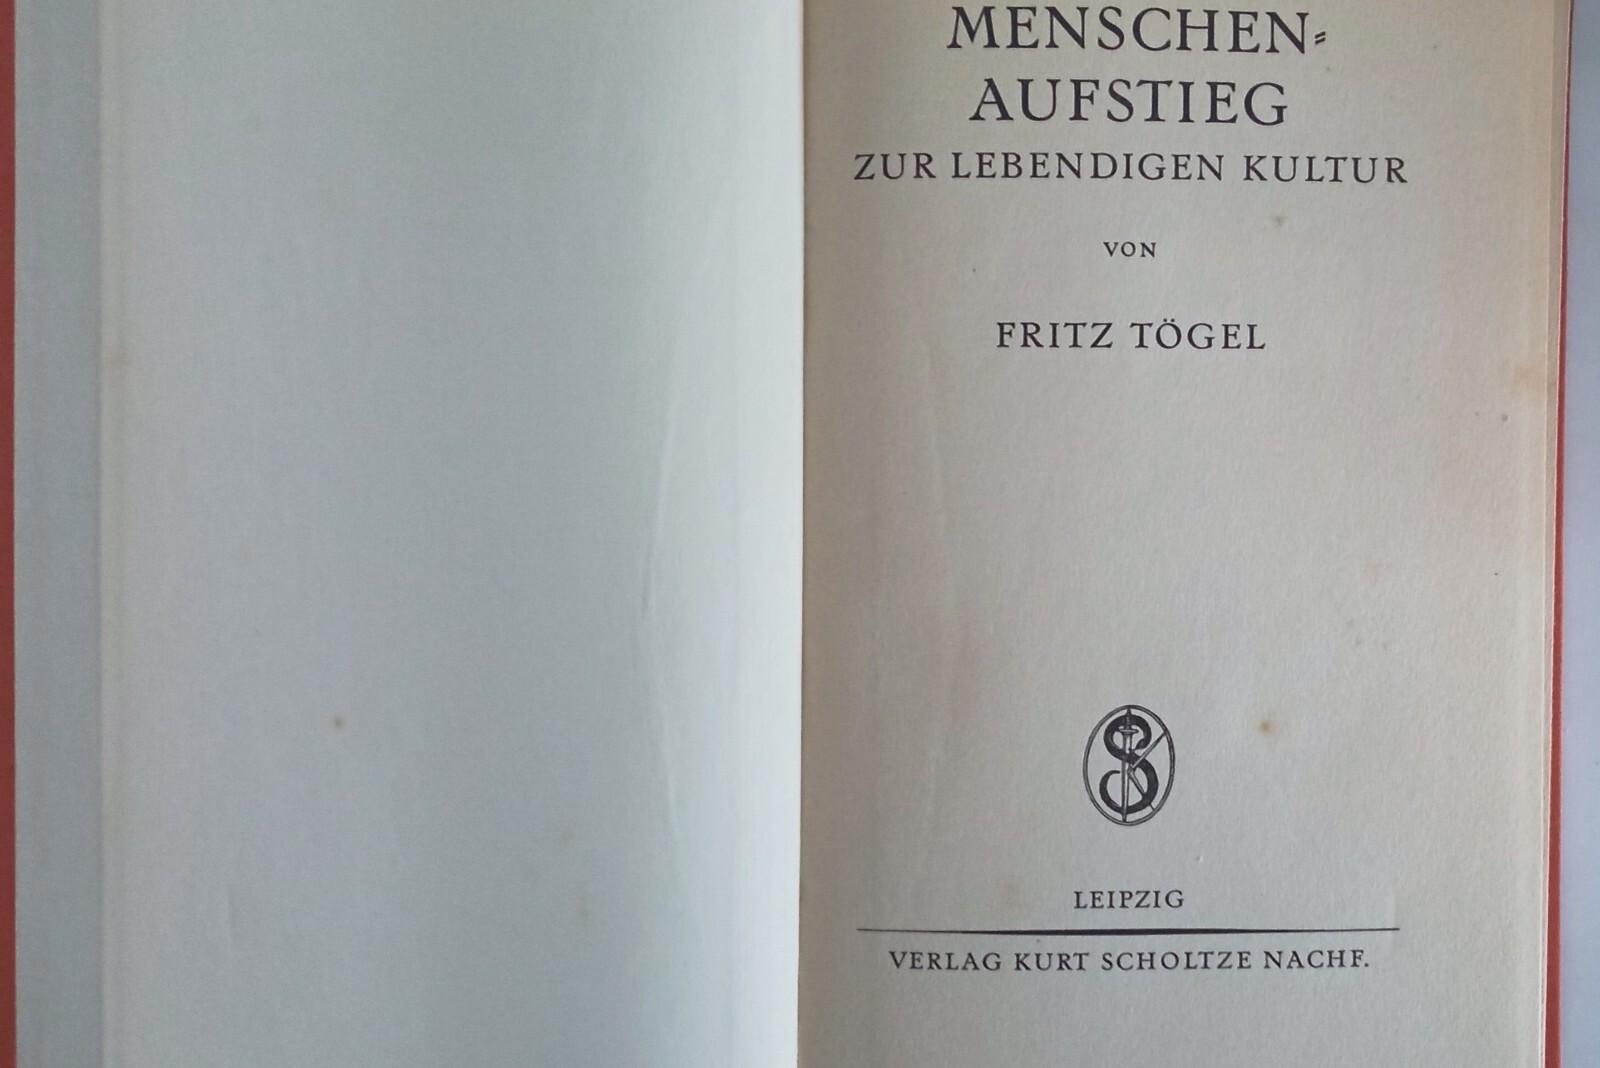 MENSCHEN=
AUFSTIEG
ZUR LEBENDIGEN KULTUR
VON
FRITZ TÖGEL
LEIPZIG
VERLAG KURT SCHOLTZE NACHF.